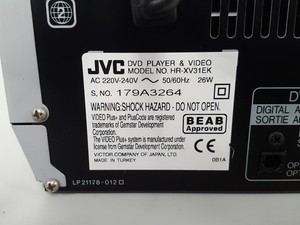 JVC DVD PLAYER & VIDEO
MODEL NO. HR-XV31EK
AC 220V-240V ~ 50/60Hz 26W
S. NO. 179A3264
WARNING:SHOCK HAZARD - DO NOT OPEN.
VIDEO Plus+ and PlusCode are registered
trademarks of Gemstar Development
Corporation.
The VIDEO Plus+ system is manufactured under
license from Gemstar Development Corporation.
BEAB
Approved
VICTOR COMPANY OF JAPAN, LTD.
MADE IN TURKEY
0B1A
LP21178-012
DIGITAL A
SORTIE AU
OPTI